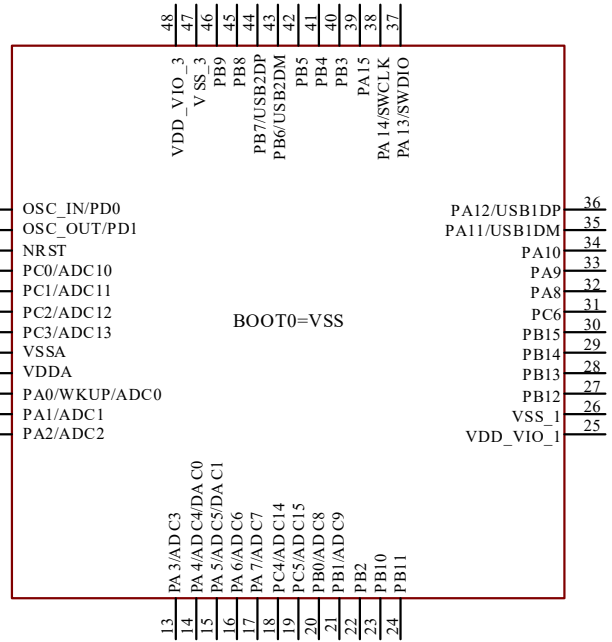 48
47
46
45
44
43
42
41
40
39
38
37
VDD_VIO_3
VSS_3
PB9
PB8
PB7/USB2DP
PB6/USB2DM
PB5
PB4
PB3
PA15
PA14/SWCLK
PA13/SWDIO
OSC_IN/PD0
OSC_OUT/PD1
NRST
PC0/ADC10
PC1/ADC11
PC2/ADC12
PC3/ADC13
VSSA
VDDA
PA0/WKUP/ADC0
PA1/ADC1
PA2/ADC2
BOOT0=VSS
PA12/USB1DP 36
PA11/USB1DM 35
PA10 34
PA9 33
PA8 32
PC6 31
PB15 30
PB14 29
PB13 28
PB12 27
VSS_1 26
VDD_VIO_1 25
PA3/ADC3
PA4/ADC4/DAC0
PA5/ADC5/DAC1
PA6/ADC6
PA7/ADC7
PC4/ADC14
PC5/ADC15
PB0/ADC8
PB1/ADC9
PB2
PB10
PB11
13
14
15
16
17
18
19
20
21
22
23
24